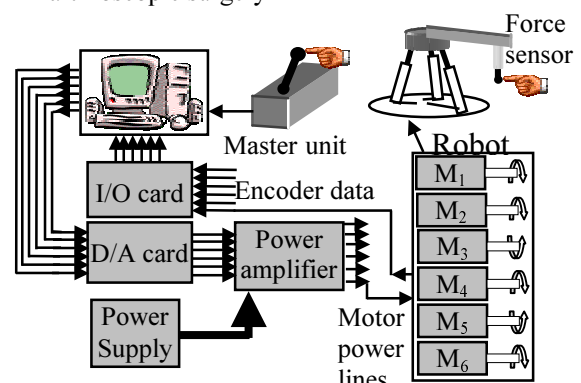 Force
sensor
Master unit
Robot
I/O card
Encoder data
D/A card
Power
amplifier
Power
Supply
Motor
power
lines
M1
M2
M3
M4
M5
M6